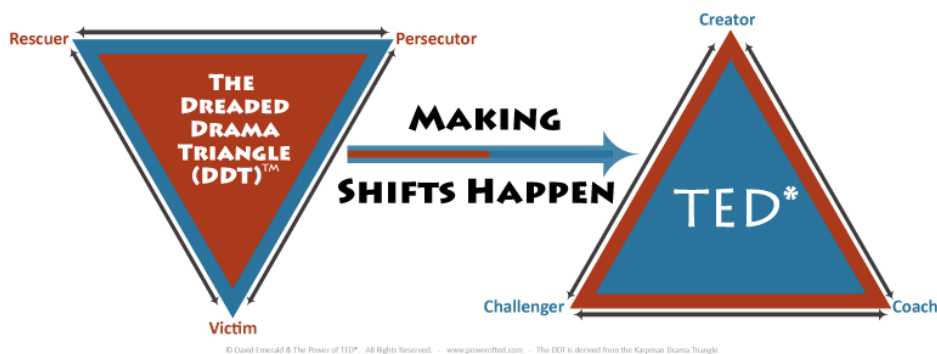 Creator
Rescuer
Persecutor
THE
DREADED
DRAMA
TRIANGLE
(DDT)™
MAKING
SHIFTS HAPPEN
TED*
Challenger
Coach
Victim
© David Emerald & The Power of TED*. All Rights Reserved. - www.powerofted.com - The DDT is derived from the Karpman Drama Triangle